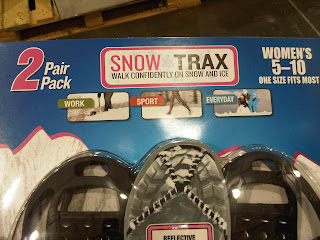 2 Pair Pack
SNOW TRAX
WALK CONFIDENTLY ON SNOW AND ICE
WOMEN'S
5-10
ONE SIZE FITS MOST
WORK
SPORT
EVERYDAY
REFLECTIVE